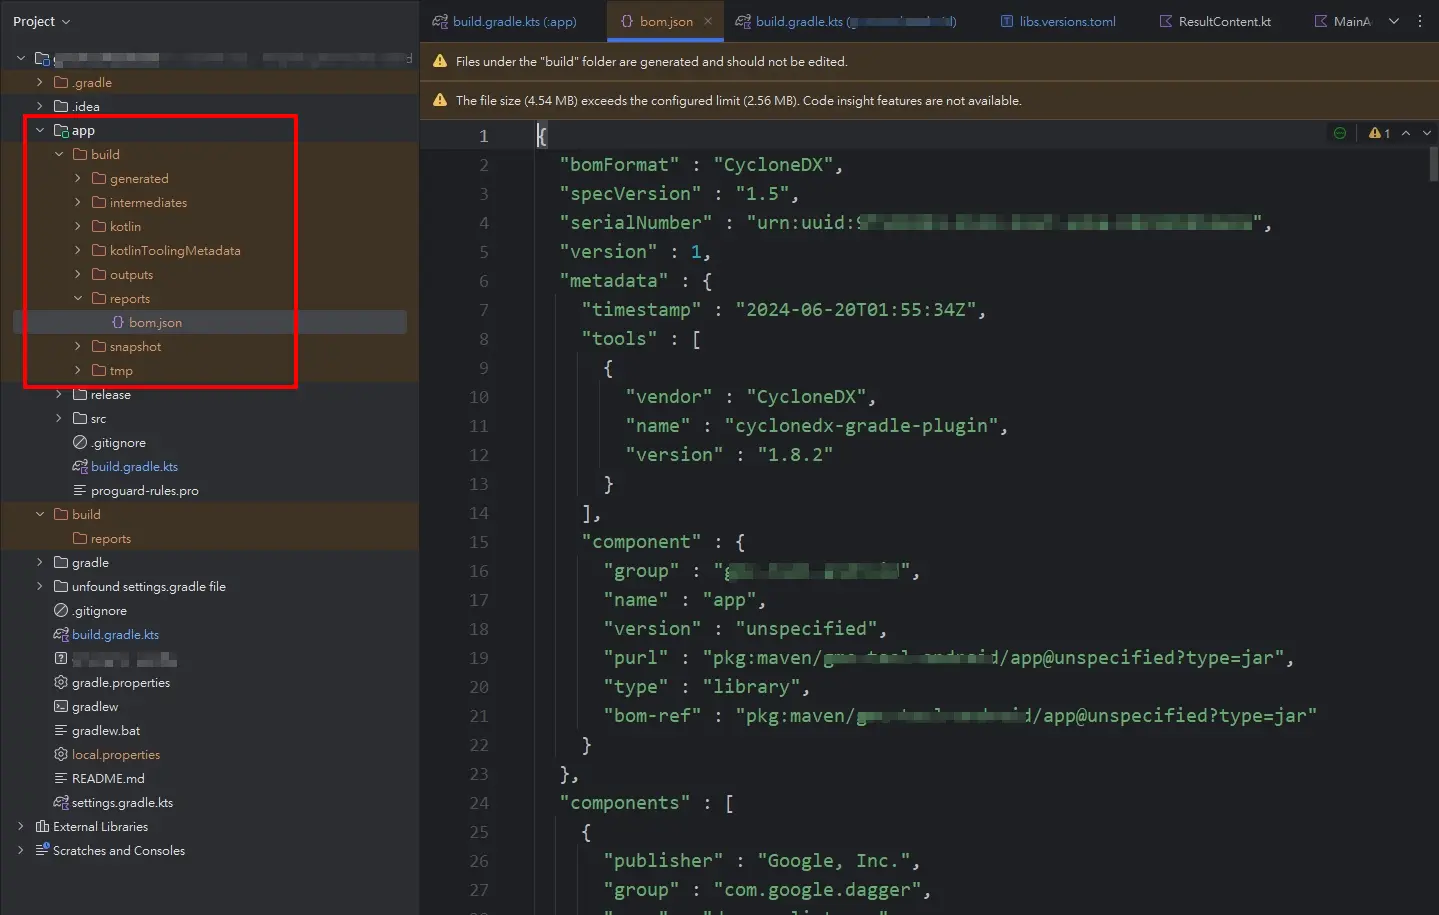 Project
build.gradle.kts (:app)
bom.json
build.gradle.kts (
libs.versions.toml
ResultContent.kt
MainA
.gradle
.idea
app
build
generated
intermediates
kotlin
kotlinToolingMetadata
outputs
reports
bom.json
snapshot
tmp
release
src
.gitignore
build.gradle.kts
proguard-rules.pro
build
reports
gradle
unfound settings.gradle file
.gitignore
build.gradle.kts
gradle.properties
gradlew
gradlew.bat
local.properties
README.md
settings.gradle.kts
External Libraries
Scratches and Consoles
Files under the "build" folder are generated and should not be edited.
The file size (4.54 MB) exceeds the configured limit (2.56 MB). Code insight features are not available.
1
1 {
2 "bomFormat" : "CycloneDX",
3 "specVersion" : "1.5",
4 "serialNumber" : "urn:uuid:9 ",
5 "version" : 1,
6 "metadata" : {
7 "timestamp" : "2024-06-20T01:55:34Z",
8 "tools" : [
9 {
10 "vendor" : "CycloneDX",
11 "name" : "cyclonedx-gradle-plugin",
12 "version" : "1.8.2"
13 }
14 ],
15 "component" : {
16 "group" : " ",
17 "name" : "app",
18 "version" : "unspecified",
19 "purl" : "pkg:maven/ /app@unspecified?type=jar",
20 "type" : "library",
21 "bom-ref" : "pkg:maven/ /app@unspecified?type=jar"
22 }
23 },
24 "components" : [
25 {
26 "publisher" : "Google, Inc.",
27 "group" : "com.google.dagger",